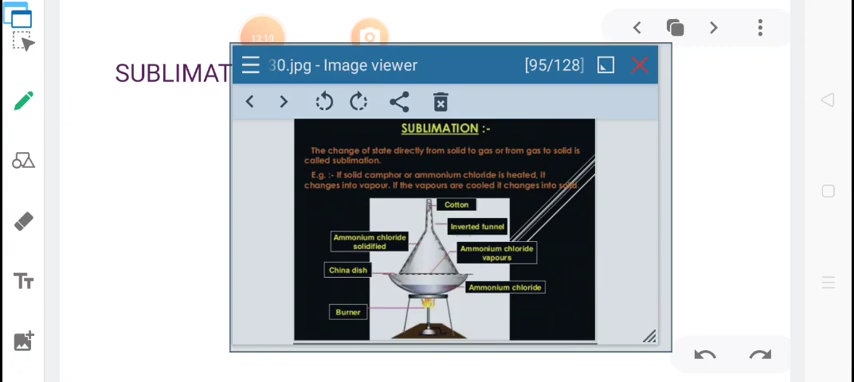 13:19
SUBLIMAT
30.jpg - Image viewer
[95/128]
SUBLIMATION :-
The change of state directly from solid to gas or from gas to solid is
called sublimation.
E.g. :- If solid camphor or ammonium chloride is heated, it
changes into vapour. If the vapours are cooled it changes into solid.
Cotton
Inverted funnel
Ammonium chloride
solidified
Ammonium chloride
vapours
China dish
Ammonium chloride
Burner
Tт